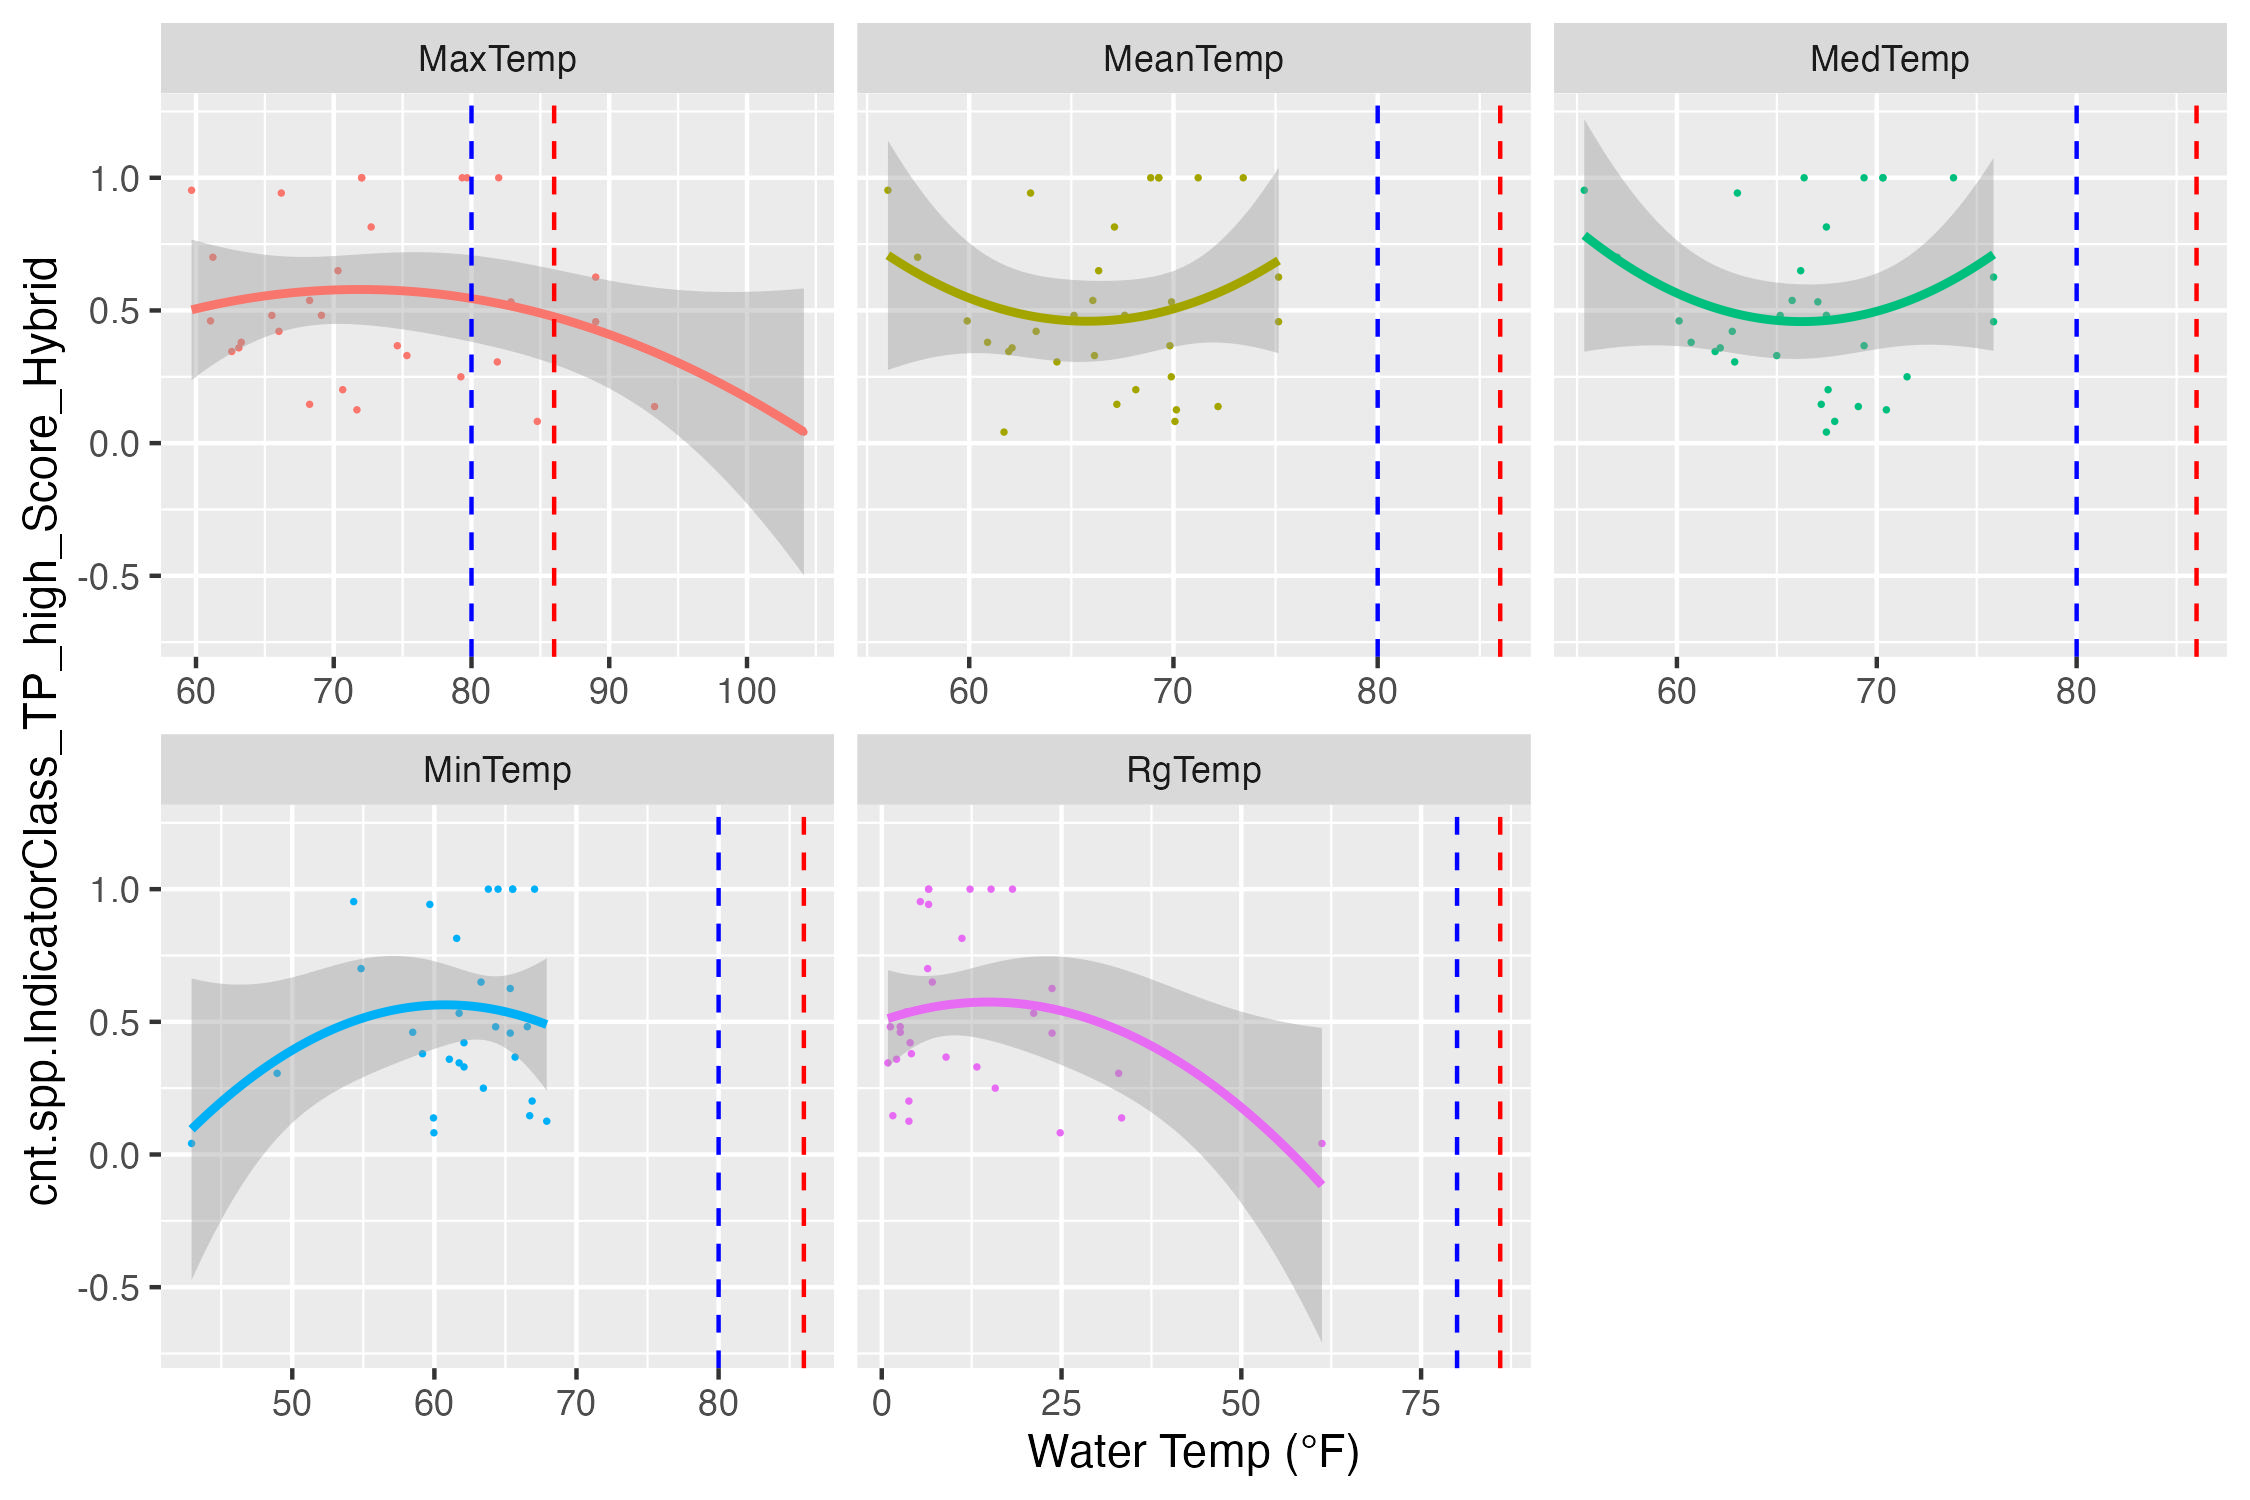 MaxTemp MeanTemp MedTemp
1.0
0.5
0.0
-0.5
60 70 80 90 100 60 70 80 60 70 80
MinTemp RgTemp
1.0
0.5
0.0
-0.5
50 60 70 80 0 25 50 75
Water Temp (°F)
cnt.spp.IndicatorClass_TP_high_Score_Hybrid